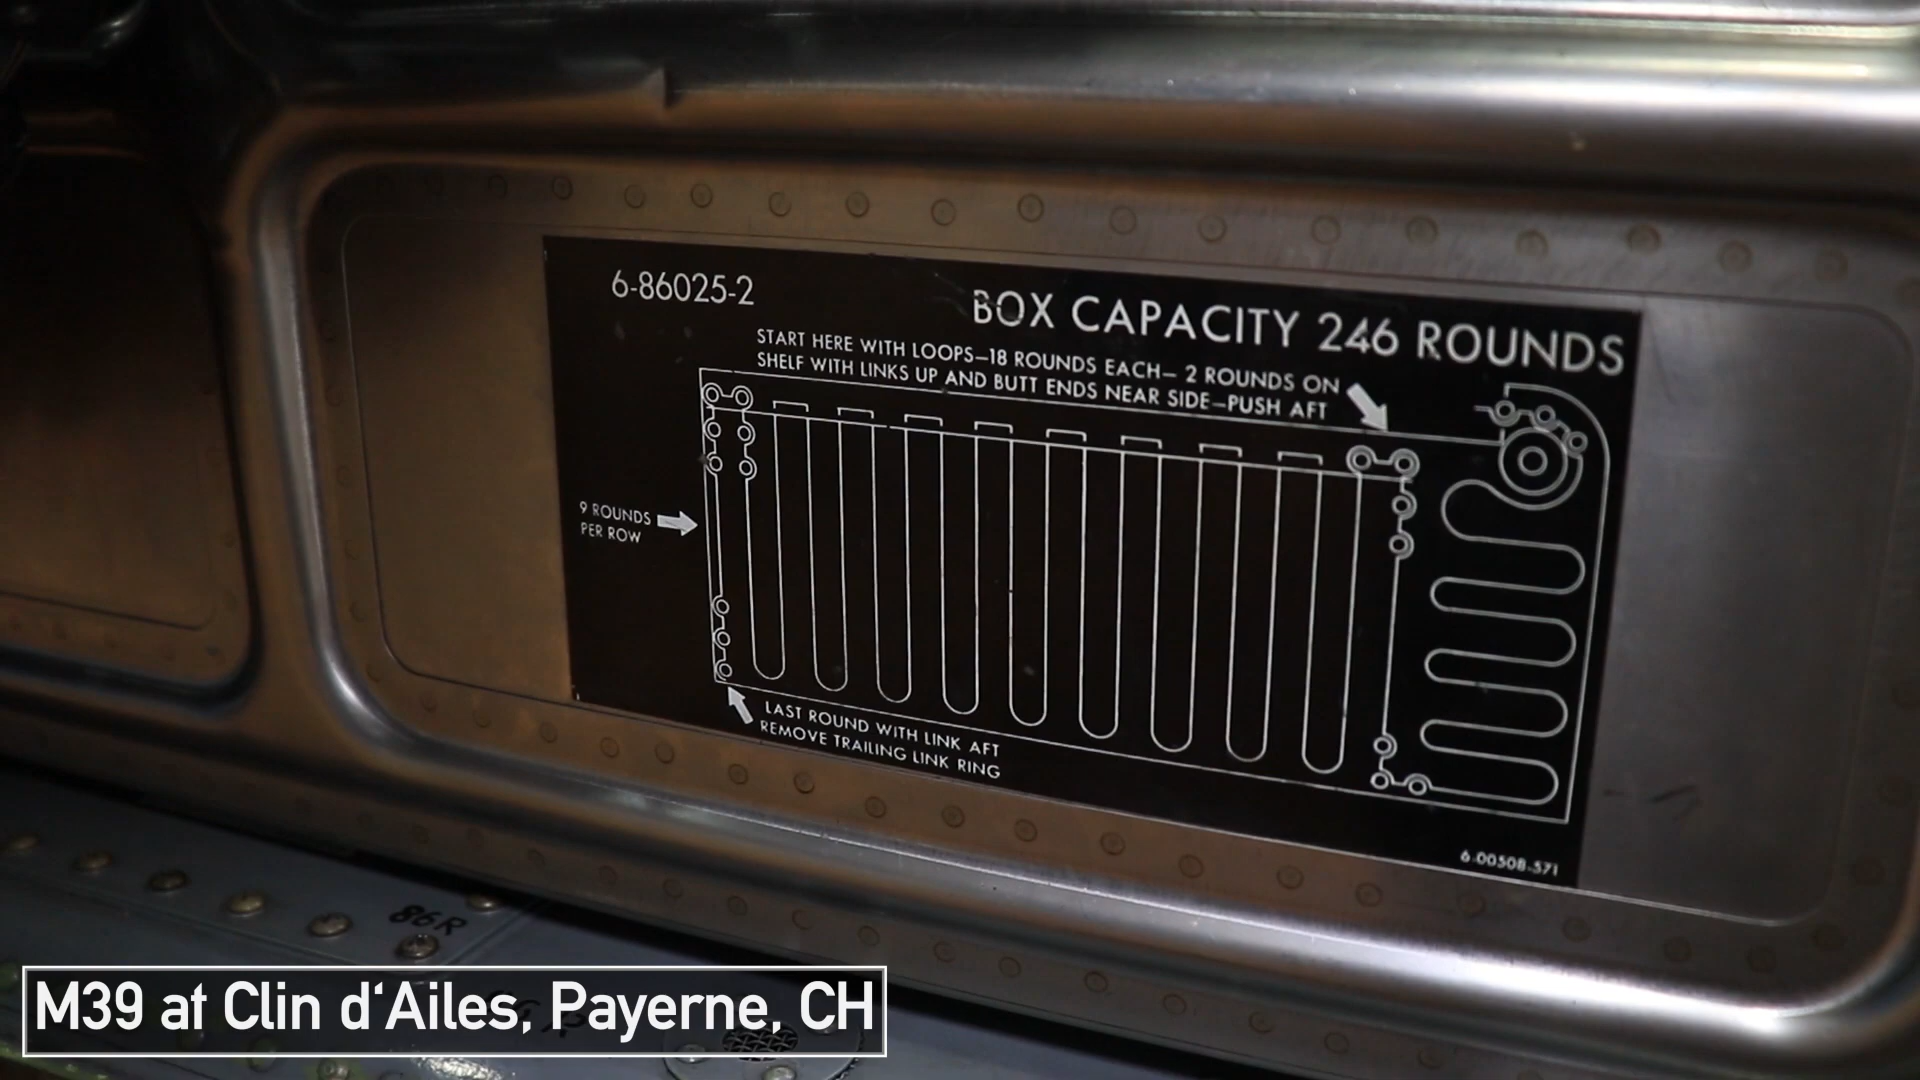 6-86025-2
BOX CAPACITY 246 ROUNDS
START HERE WITH LOOPS—18 ROUNDS EACH— 2 ROUNDS ON
SHELF WITH LINKS UP AND BUTT ENDS NEAR SIDE—PUSH AFT
9 ROUNDS
PER ROW
LAST ROUND WITH LINK AFT
REMOVE TRAILING LINK RING
6-00508-571
86R
M39 at Clin d‘Ailes, Payerne, CH